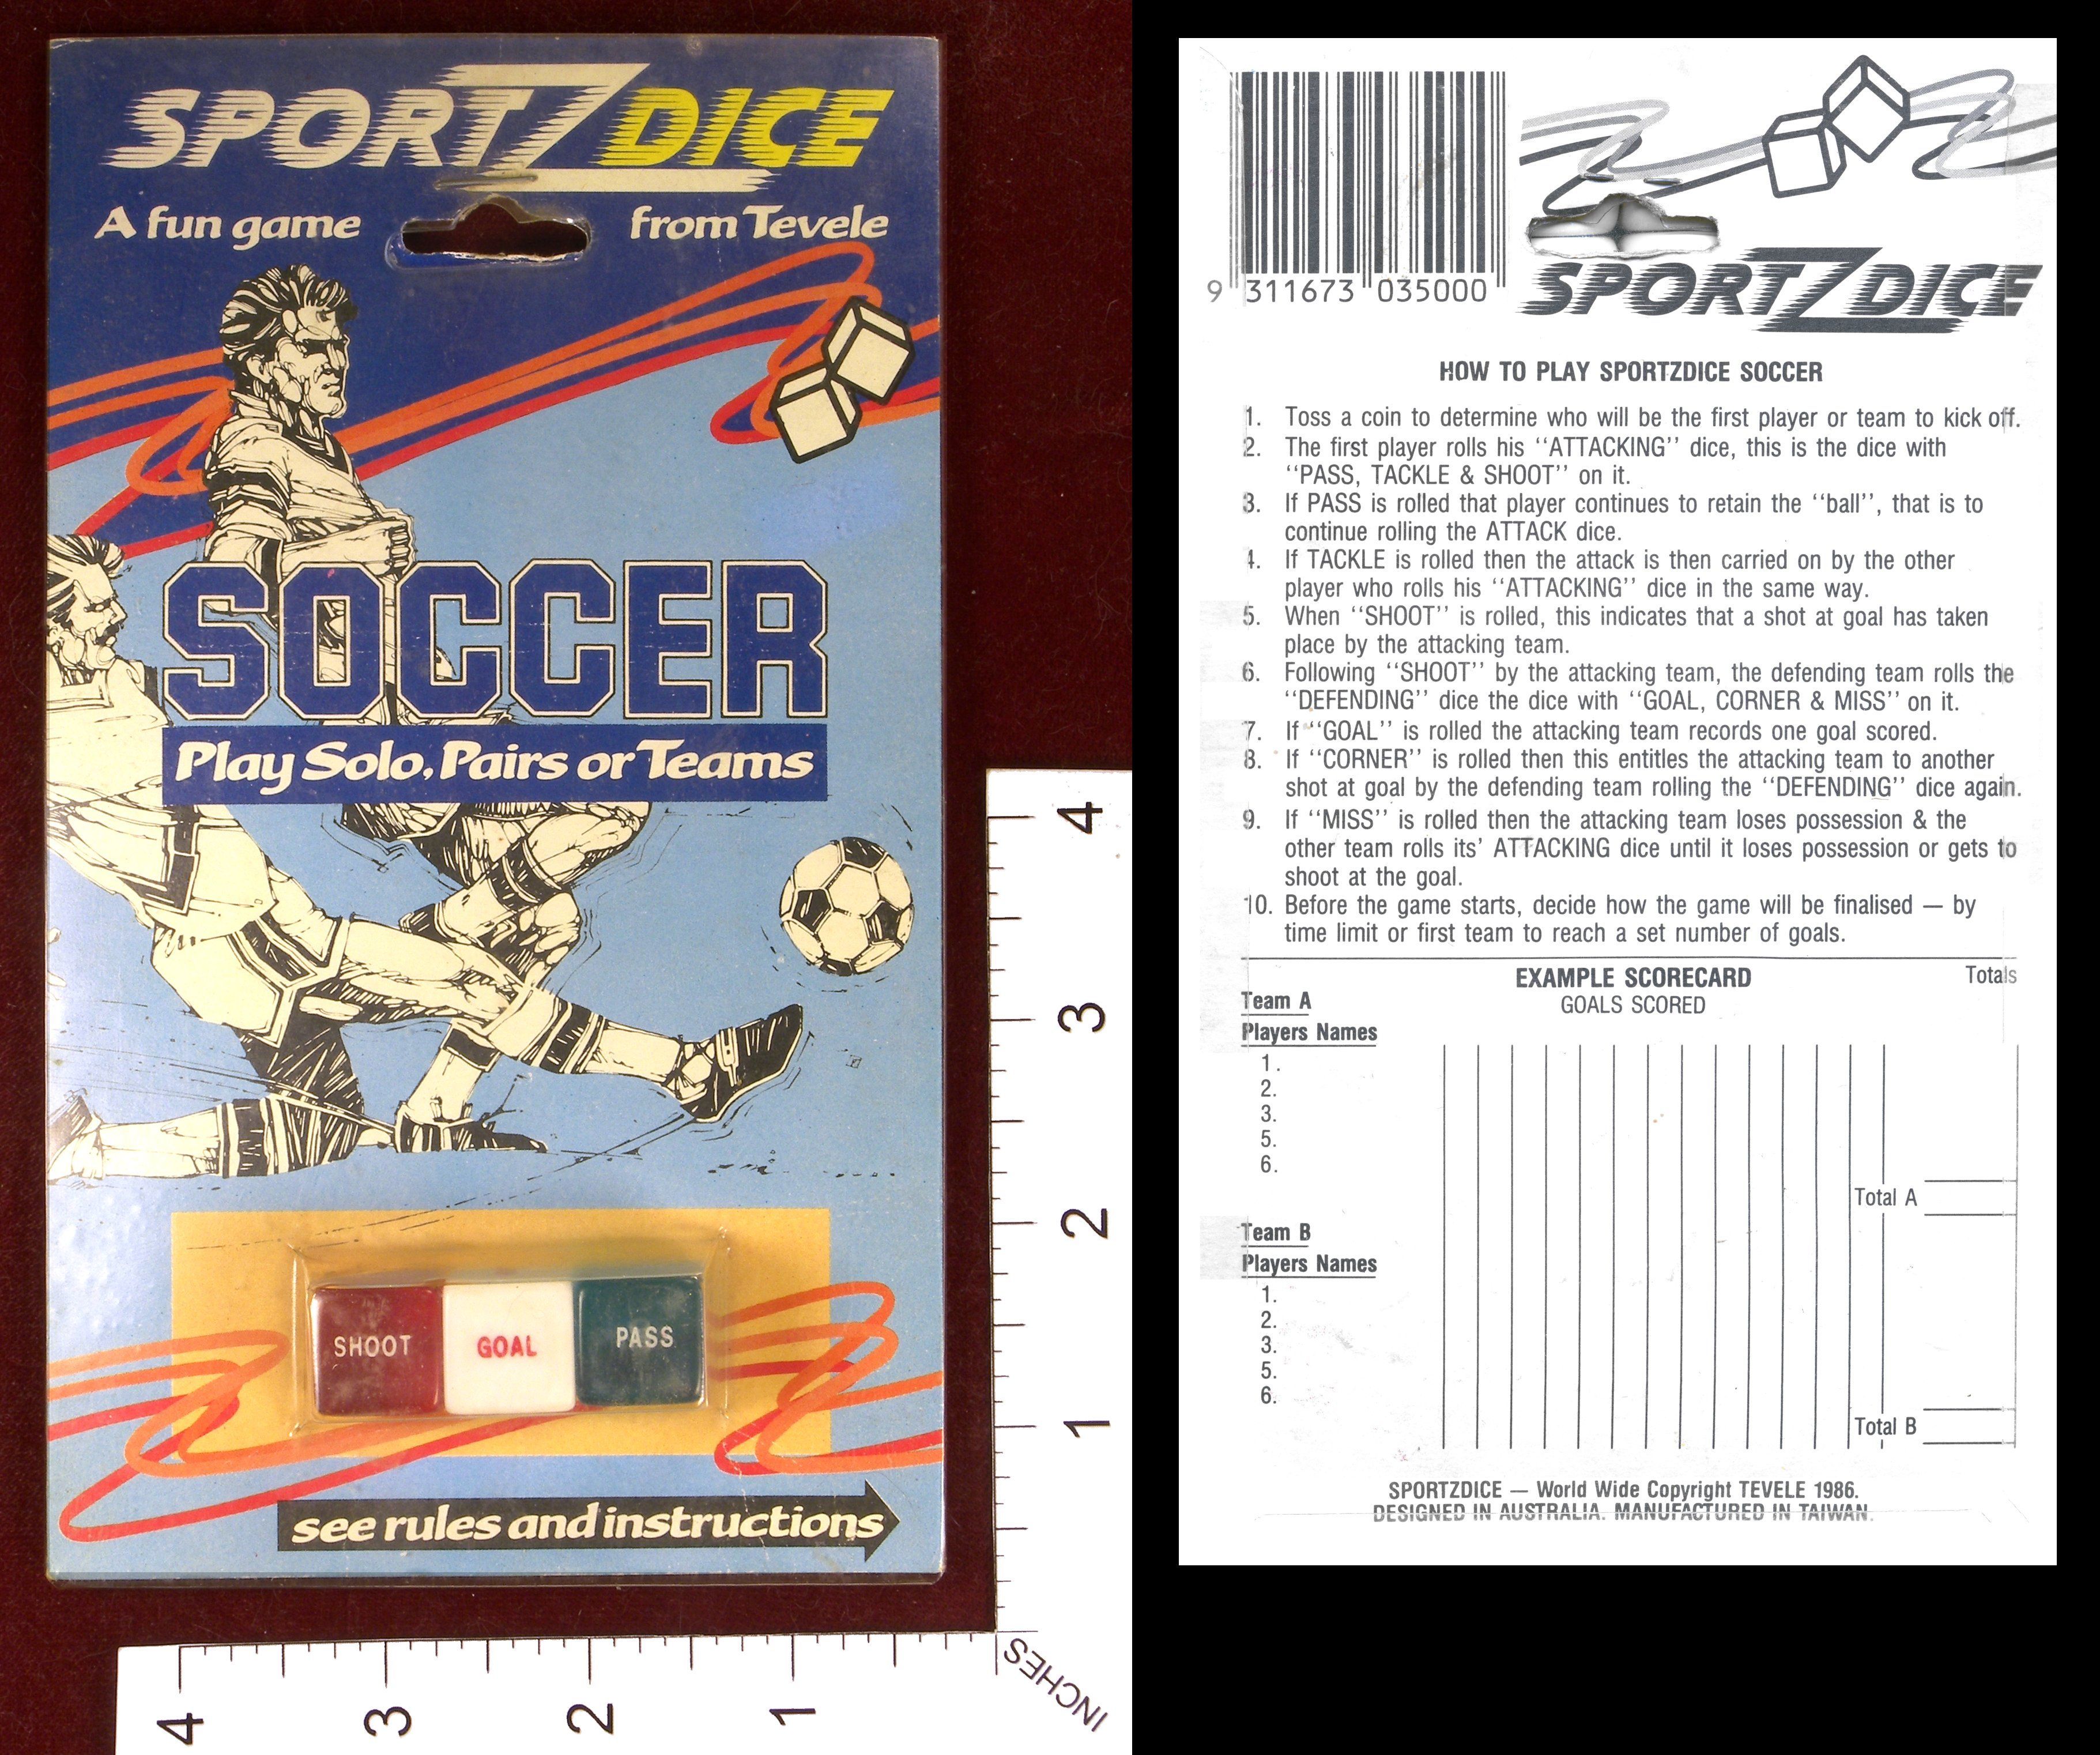 SPORTZDICE
A fun game from Tevele
SOCCER
Play Solo, Pairs or Teams
SHOOT GOAL PASS
see rules and instructions
4
3
2
1
4 3 2 1
INCHES
9 311673 035000
SPORTZDICE
HOW TO PLAY SPORTZDICE SOCCER
1. Toss a coin to determine who will be the first player or team to kick off.
2. The first player rolls his "ATTACKING" dice, this is the dice with
"PASS, TACKLE & SHOOT" on it.
3. If PASS is rolled that player continues to retain the "ball", that is to
continue rolling the ATTACK dice.
4. If TACKLE is rolled then the attack is then carried on by the other
player who rolls his "ATTACKING" dice in the same way.
5. When "SHOOT" is rolled, this indicates that a shot at goal has taken
place by the attacking team.
6. Following "SHOOT" by the attacking team, the defending team rolls the
"DEFENDING" dice the dice with "GOAL, CORNER & MISS" on it.
7. If "GOAL" is rolled the attacking team records one goal scored.
8. If "CORNER" is rolled then this entitles the attacking team to another
shot at goal by the defending team rolling the "DEFENDING" dice again.
9. If "MISS" is rolled then the attacking team loses possession & the
other team rolls its' ATTACKING dice until it loses possession or gets to
shoot at the goal.
10. Before the game starts, decide how the game will be finalised — by
time limit or first team to reach a set number of goals.
EXAMPLE SCORECARD Totals
GOALS SCORED
Team A
Players Names
1.
2.
3.
5.
6.
Total A
Team B
Players Names
1.
2.
3.
5.
6.
Total B
SPORTZDICE — World Wide Copyright TEVELE 1986.
DESIGNED IN AUSTRALIA. MANUFACTURED IN TAIWAN.